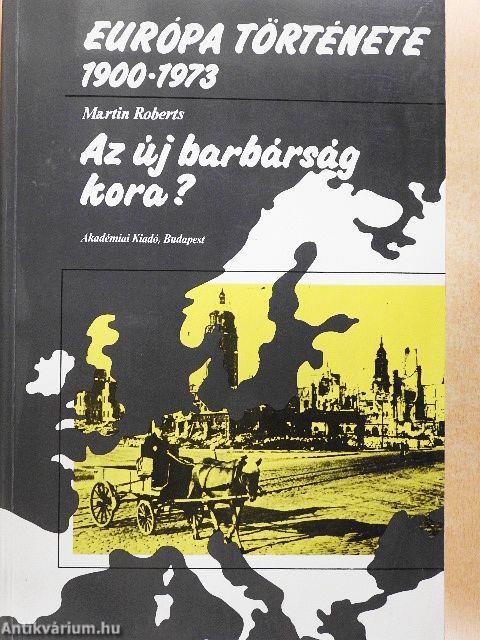 EURÓPA TÖRTÉNETE
1900·1973
Martin Roberts
Az új barbárság
kora?
Akadémiai Kiadó, Budapest
Antikvárium.hu